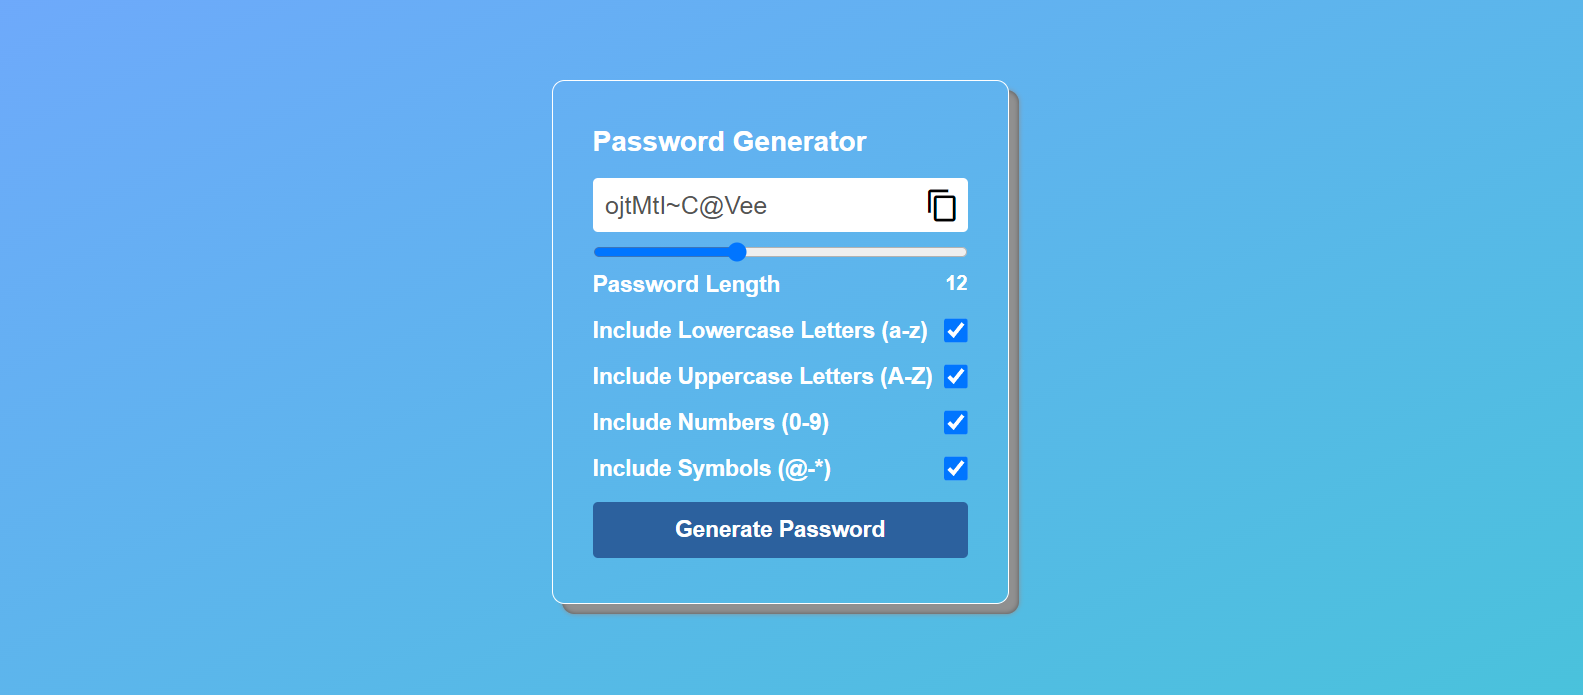 Password Generator
ojtMtI~C@Vee
Password Length 12
Include Lowercase Letters (a-z)
Include Uppercase Letters (A-Z)
Include Numbers (0-9)
Include Symbols (@-*)
Generate Password